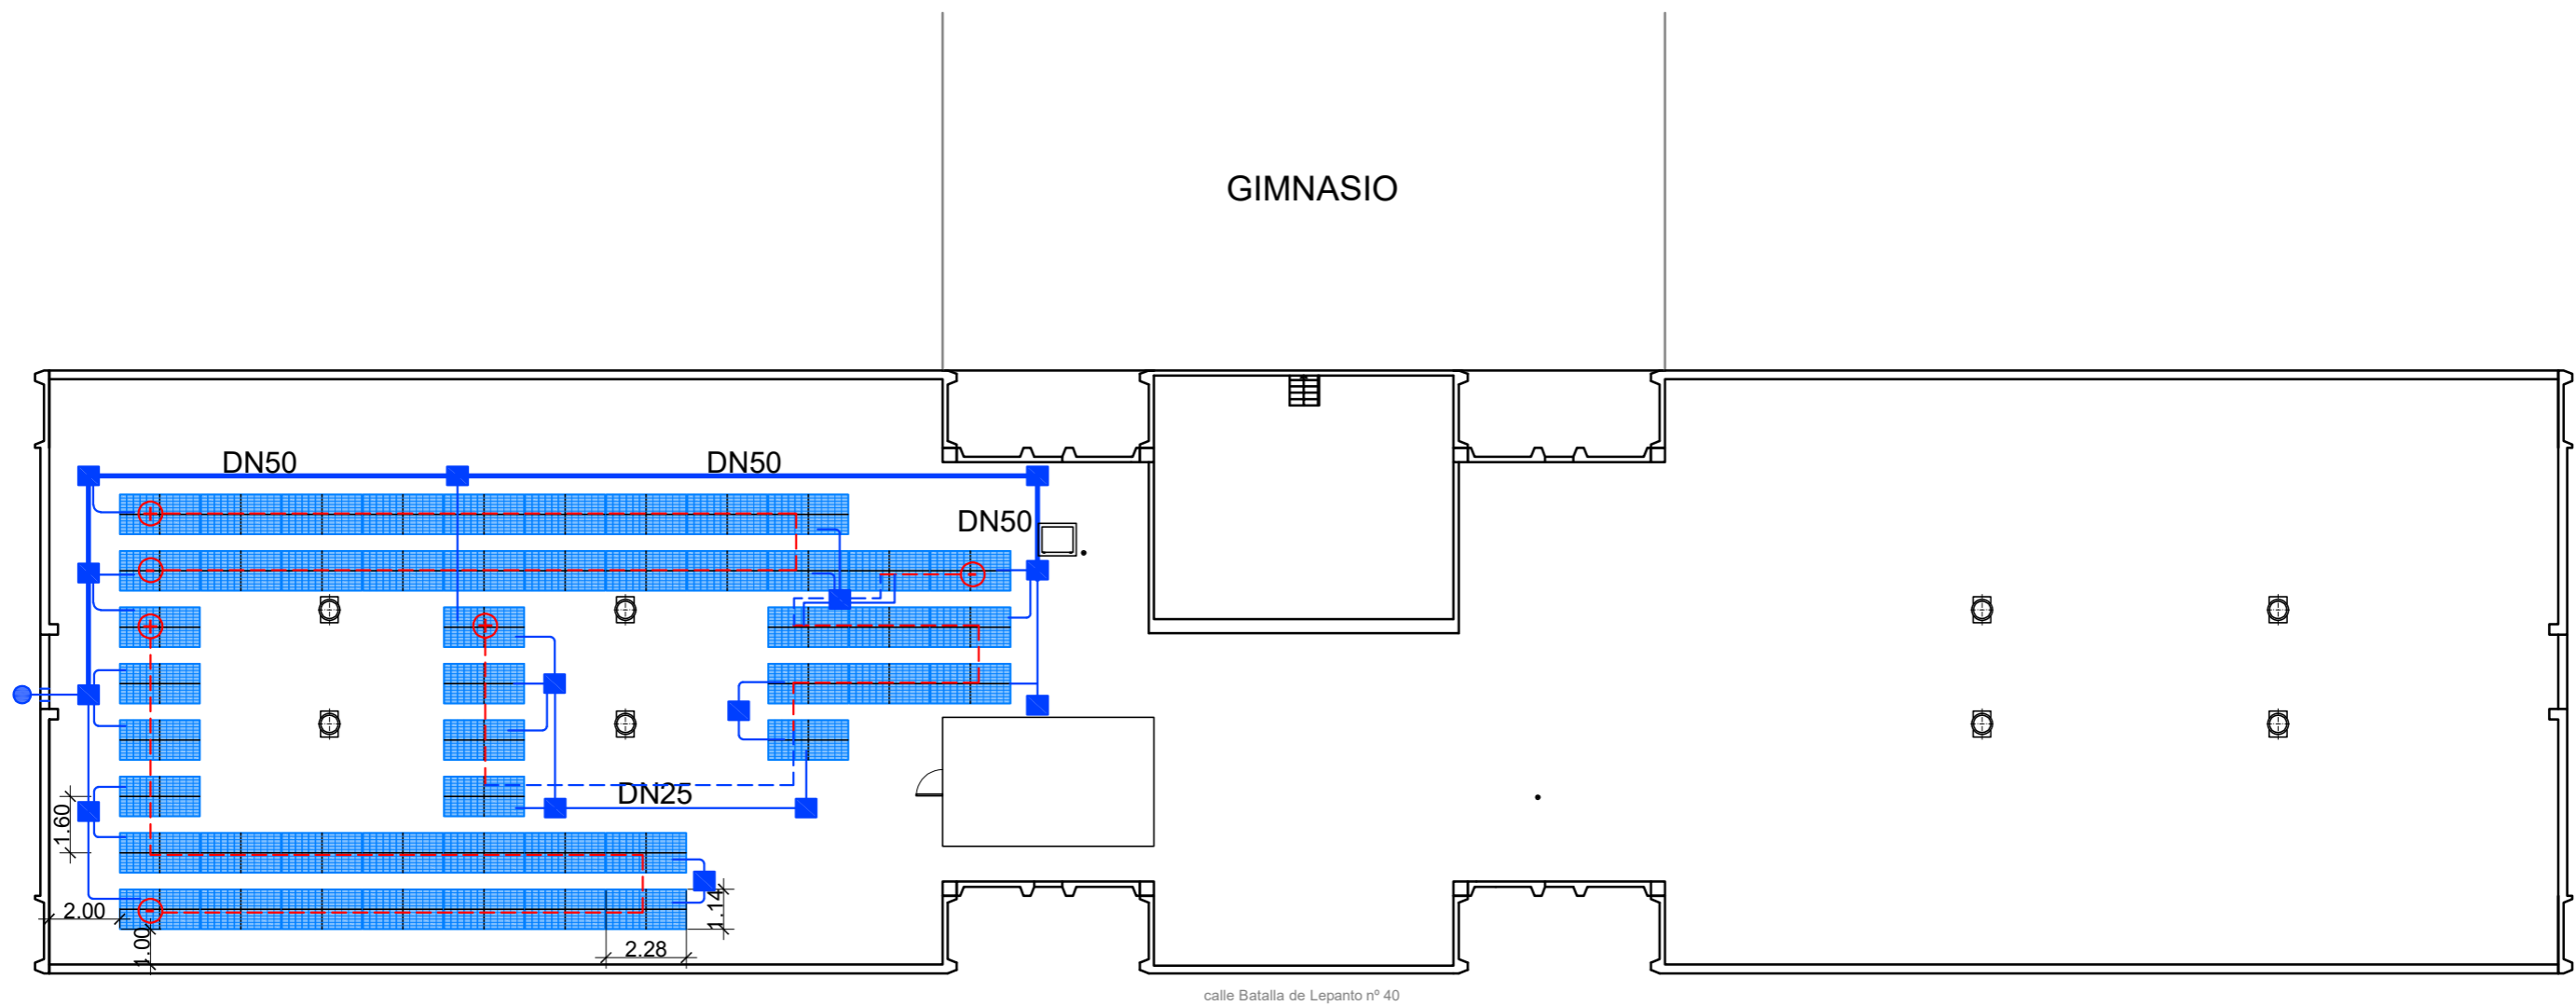 GIMNASIO
DN50
DN50
DN50
DN25
1.60
2.00
1.00
1.14
2.28
calle Batalla de Lepanto nº 40